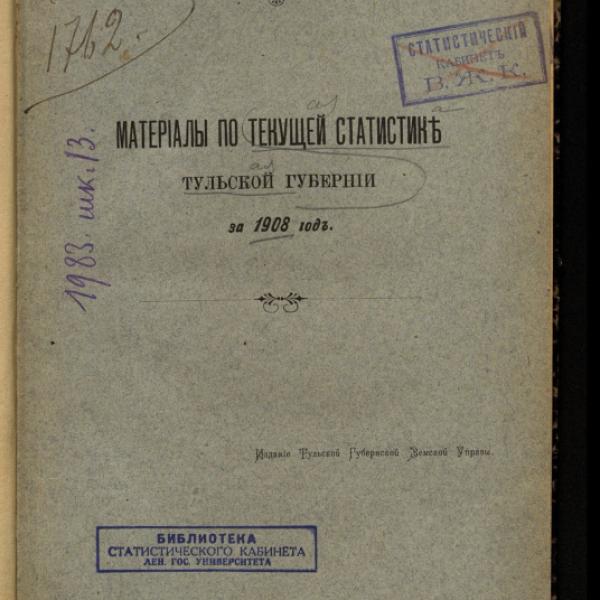 1762
СТАТИСТИЧЕСКІЙ
КАБИНЕТЪ
В. Ж. К.
МАТЕРІАЛЫ ПО ТЕКУЩЕЙ СТАТИСТИКѢ
ТУЛЬСКОЙ ГУБЕРНІИ
за 1908 годъ.
1983. шк. 13.
Изданіе Тульской Губернской Земской Управы.
БИБЛИОТЕКА
СТАТИСТИЧЕСКОГО КАБИНЕТА
ЛЕН. ГОС. УНИВЕРСИТЕТА